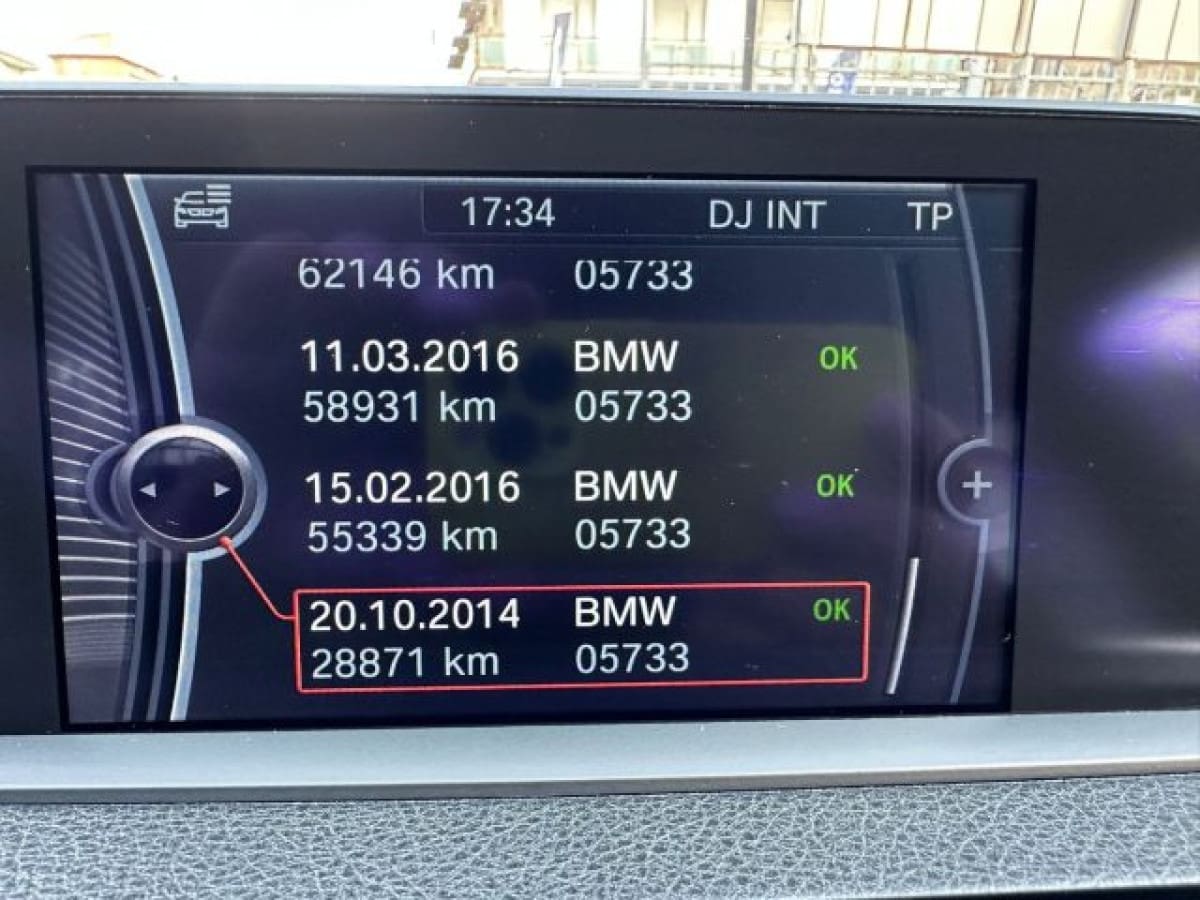 17:34 DJ INT TP
62146 km 05733
11.03.2016 BMW OK
58931 km 05733
15.02.2016 BMW OK
55339 km 05733
20.10.2014 BMW OK
28871 km 05733